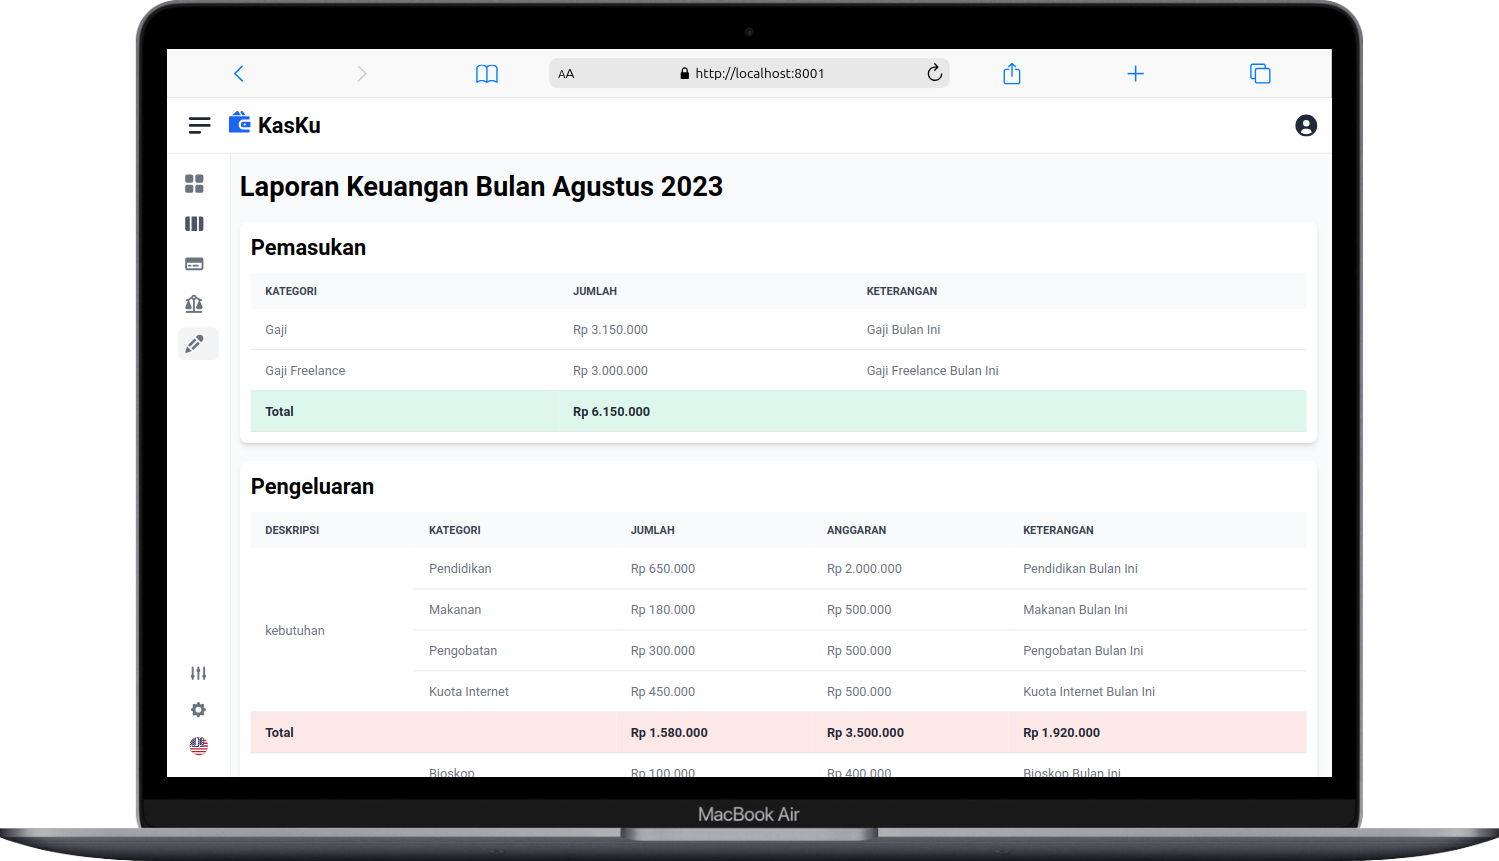 AA http://localhost:8001
KasKu
Laporan Keuangan Bulan Agustus 2023
Pemasukan
KATEGORI JUMLAH KETERANGAN
Gaji Rp 3.150.000 Gaji Bulan Ini
Gaji Freelance Rp 3.000.000 Gaji Freelance Bulan Ini
Total Rp 6.150.000
Pengeluaran
DESKRIPSI KATEGORI JUMLAH ANGGARAN KETERANGAN
Pendidikan Rp 650.000 Rp 2.000.000 Pendidikan Bulan Ini
Makanan Rp 180.000 Rp 500.000 Makanan Bulan Ini
kebutuhan
Pengobatan Rp 300.000 Rp 500.000 Pengobatan Bulan Ini
Kuota Internet Rp 450.000 Rp 500.000 Kuota Internet Bulan Ini
Total Rp 1.580.000 Rp 3.500.000 Rp 1.920.000
Bioskop Rp 100.000 Rp 400.000 Bioskop Bulan Ini
MacBook Air